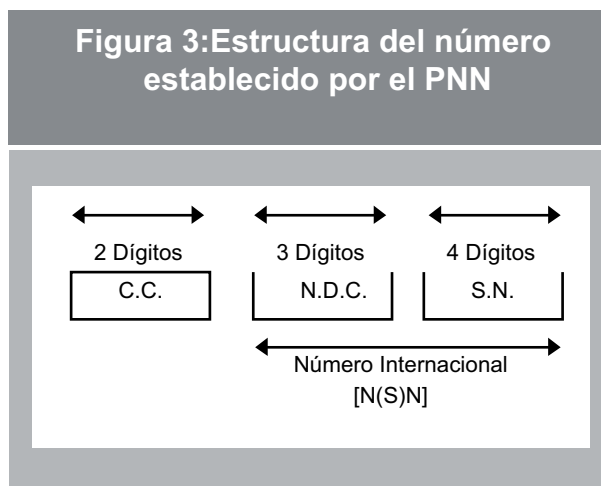 Figura 3:Estructura del número
establecido por el PNN
2 Dígitos 3 Dígitos 4 Dígitos
C.C. N.D.C. S.N.
Número Internacional
[N(S)N]